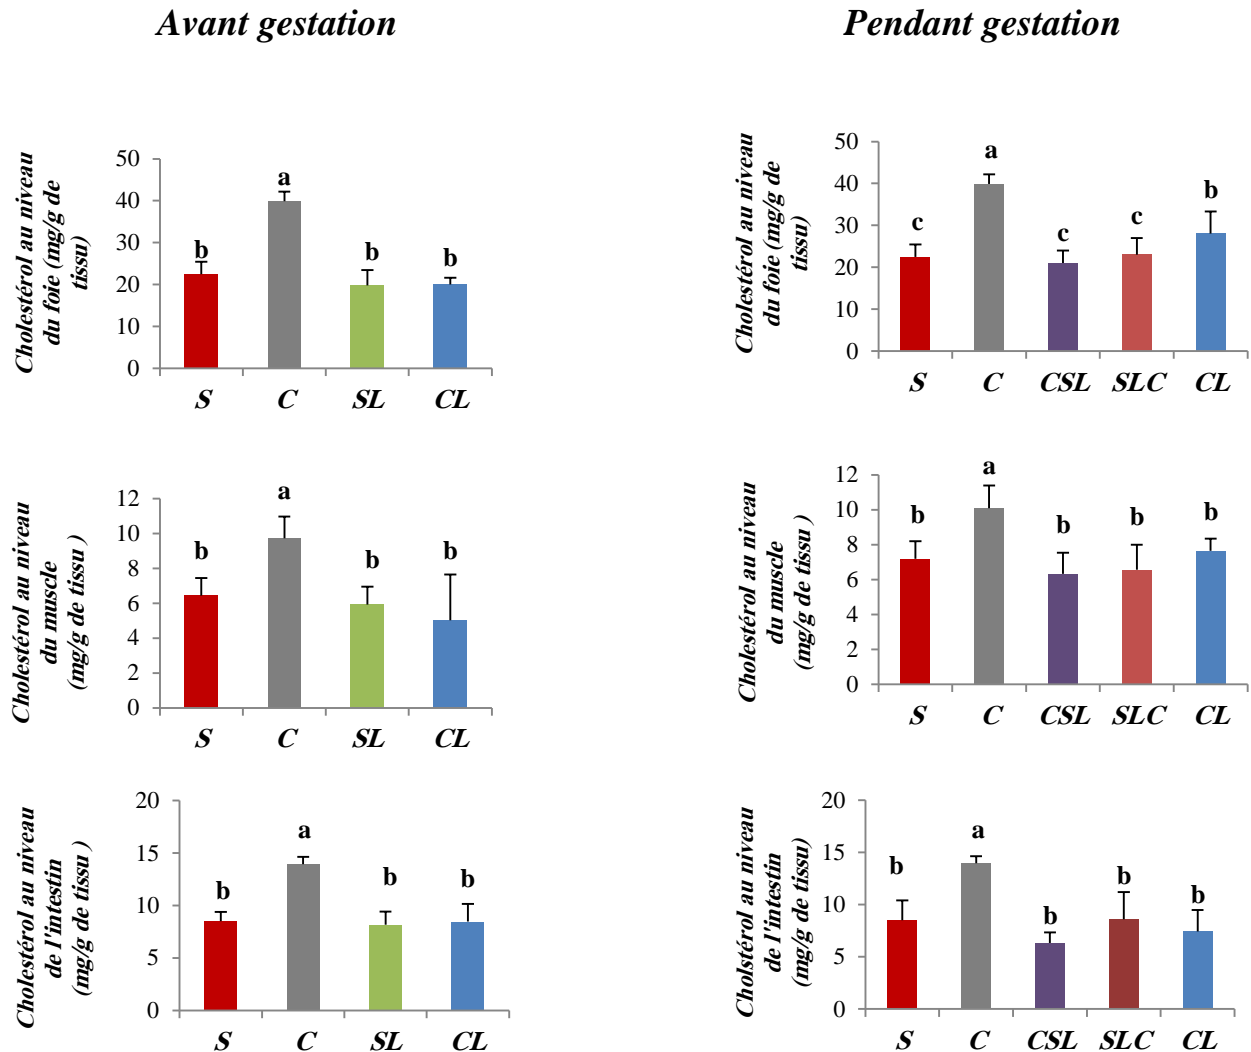 Avant gestation
Pendant gestation
Cholestérol au niveau
du foie (mg/g de
tissu)
50
40
30
20
10
0
b
a
b
b
S C SL CL
Cholestérol au niveau
du foie (mg/g de
tissu)
50
40
30
20
10
0
c
a
c
c
b
S C CSL SLC CL
Cholestérol au niveau
du muscle
(mg/g de tissu )
12
10
8
6
4
2
0
b
a
b
b
S C SL CL
Cholestérol au niveau
du muscle
(mg/g de tissu )
12
10
8
6
4
2
0
b
a
b
b
b
S C CSL SLC CL
Cholestérol au niveau
de l'intestin
(mg/g de tissu )
20
15
10
5
0
b
a
b
b
S C SL CL
Cholstérol au niveau
de l'intestin
(mg/g de tissu)
20
15
10
5
0
b
a
b
b
b
S C CSL SLC CL